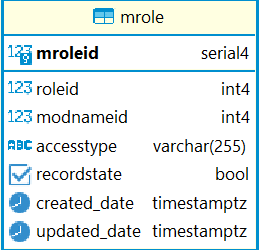 mrole
123 mroleid serial4
123 roleid int4
123 modnameid int4
ABC accesstype varchar(255)
recordstate bool
created_date timestamptz
updated_date timestamptz